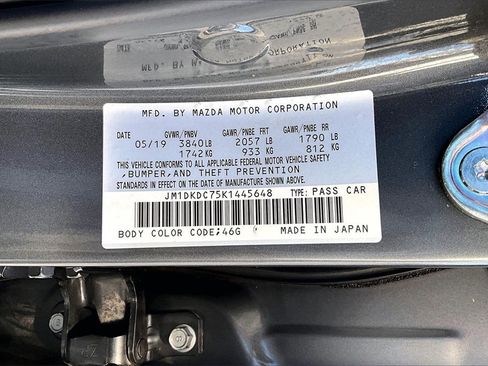 MFD. BY MAZDA MOTOR CORPORATION
DATE GVWR/PNBV GVWR/PNBE FRT GAWR/PNBE RR
05/19 3840LB 2057 LB 1790 LB
1742KG 933 KG 812 KG
THIS VEHICLE CONFORMS TO ALL APPLICABLE FEDERAL MOTOR VEHICLE SAFETY
,BUMPER,AND THEFT PREVENTION
STANDARDS IN EFFECT ON THE DATE OF MANUFACTURE SHOWN ABOVE.
JM1DKDC75K1445648 TYPE: PASS CAR
BODY COLOR CODE:46G MADE IN JAPAN